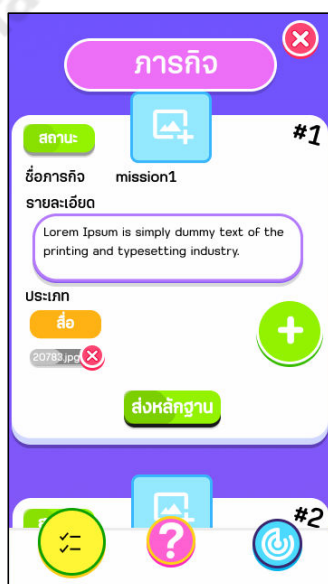 ภารกิจ
สถานะ
#1
ชื่อภารกิจ mission1
รายละเอียด
Lorem Ipsum is simply dummy text of the
printing and typesetting industry.
ประเภท
สื่อ
20783.jpg
ส่งหลักฐาน
#2